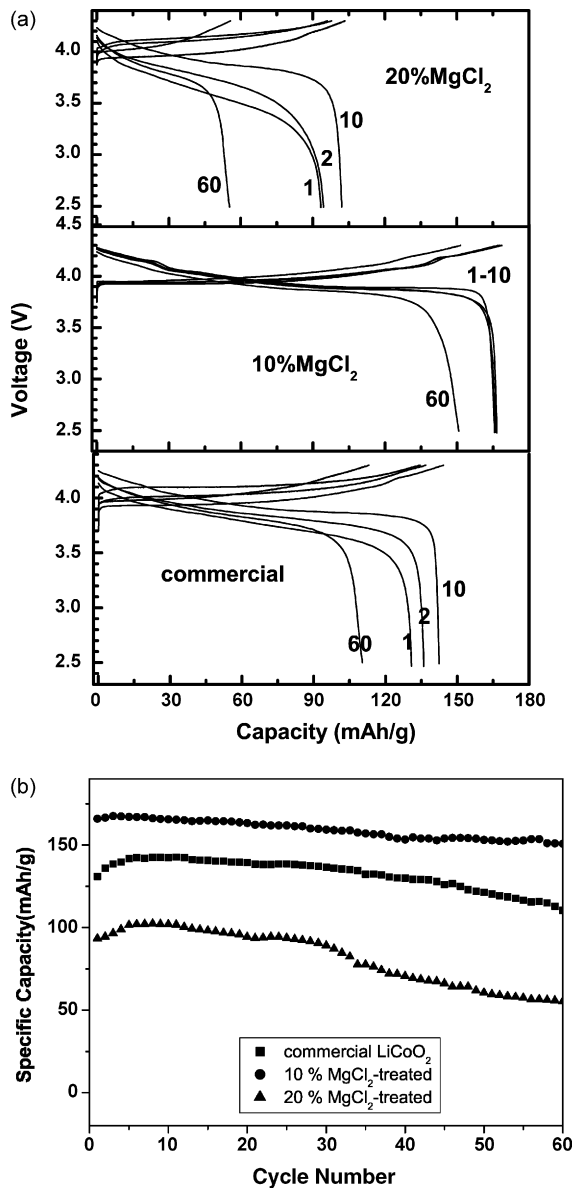 (a)
20%MgCl₂
10
2
1
60
4.0
3.5
3.0
2.5
4.5
1-10
10%MgCl₂
60
4.0
3.5
3.0
2.5
Voltage (V)
commercial
10
2
1
60
4.0
3.5
3.0
2.5
0 30 60 90 120 150 180
Capacity (mAh/g)
(b)
150
100
50
0
Specific Capacity(mAh/g)
commercial LiCoO₂
10 % MgCl₂-treated
20 % MgCl₂-treated
0 10 20 30 40 50 60
Cycle Number